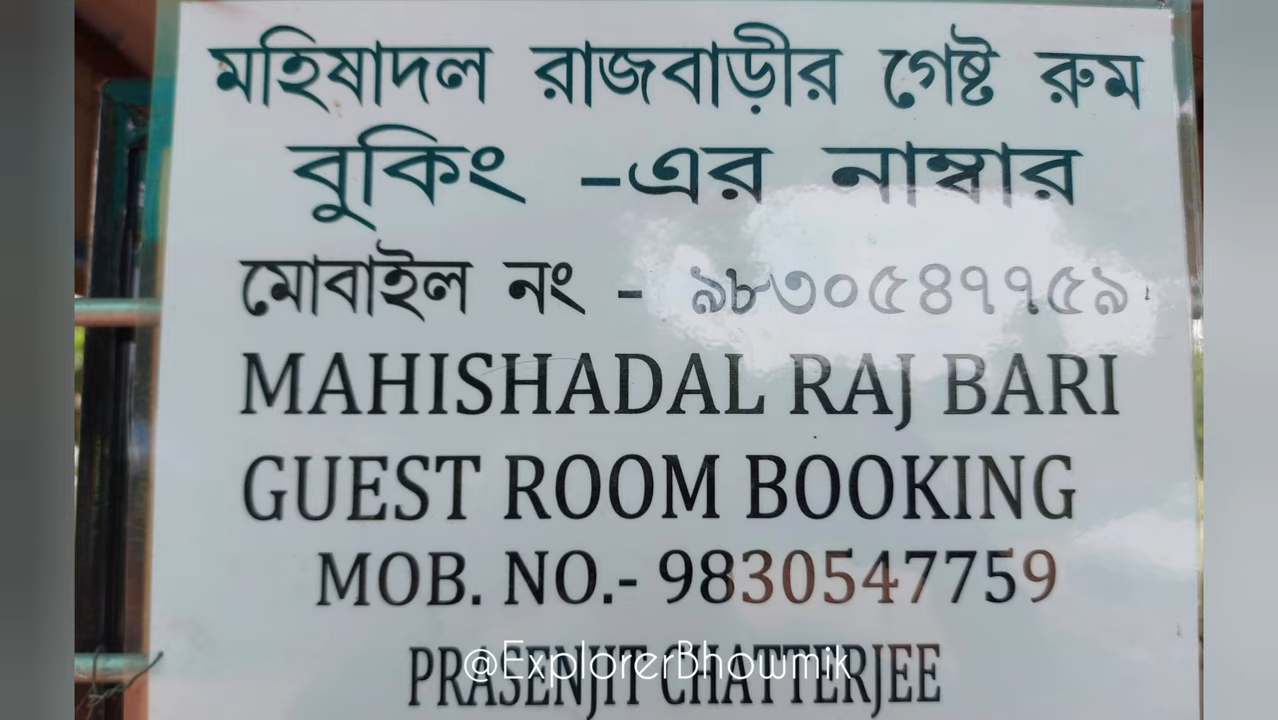 মহিষাদল রাজবাড়ীর গেষ্ট রুম
বুকিং -এর নাম্বার
মোবাইল নং - ৯৮৩০৫৪৭৭৫৯
MAHISHADAL RAJ BARI
GUEST ROOM BOOKING
MOB. NO.- 9830547759
PRASENJIT CHATTERJEE
@ExplorerBhowmik